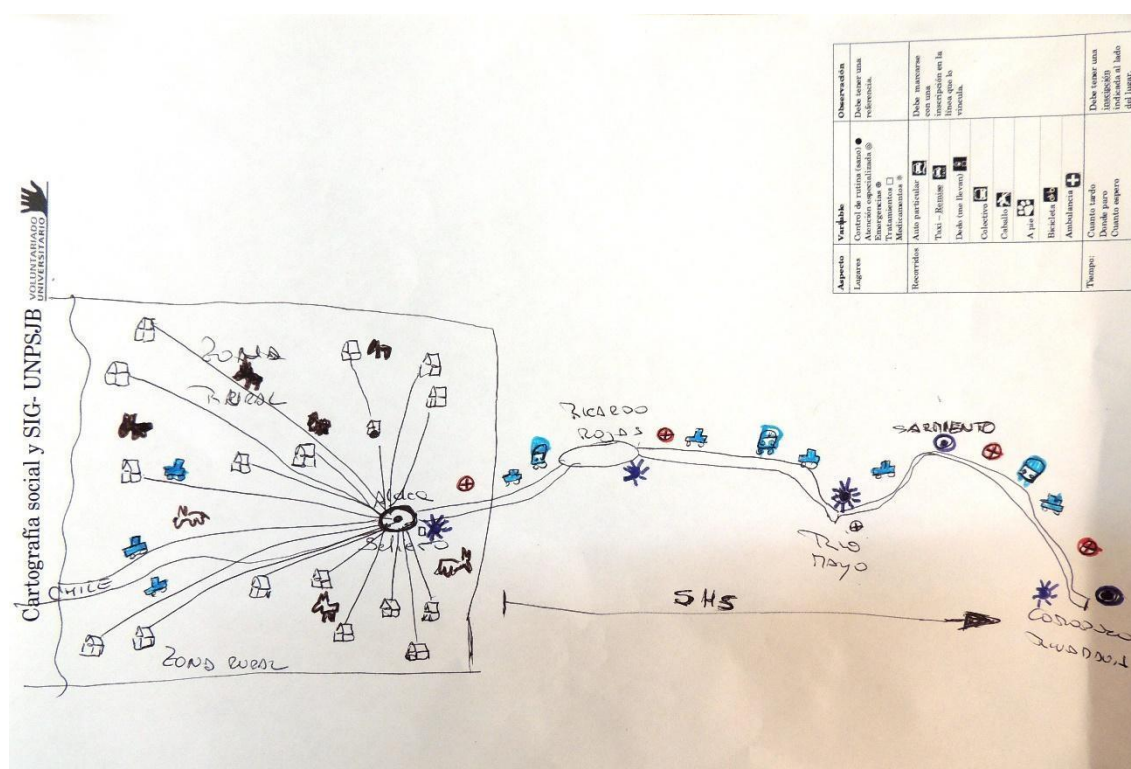 Cartografía social y SIG- UNPSJB
VOLUNTARIADO
UNIVERSITARIO
Aspecto Variable Observación
Lugares Control de rutina (sano) ● Debe tener una
Atención especializada ◎ referencia.
Emergencias ⊕
Tratamientos □
Medicamentos ✳
Recorridos Auto particular Debe marcarse
Taxi – Remise con una
Dedo (me llevan) inscripción en la
Colectivo línea que lo
Caballo vincula.
A pie
Bicicleta
Ambulancia
Tiempo: Cuanto tardo Debe tener una
Donde paro inscripción
Cuanto espero indicada al lado
del lugar.
ZONA
RURAL
CHILE
Aldea
ZONA RURAL
RICARDO
ROJAS
RIO
MAYO
SARMIENTO
5 HS
COMODORO
RIVADAVIA